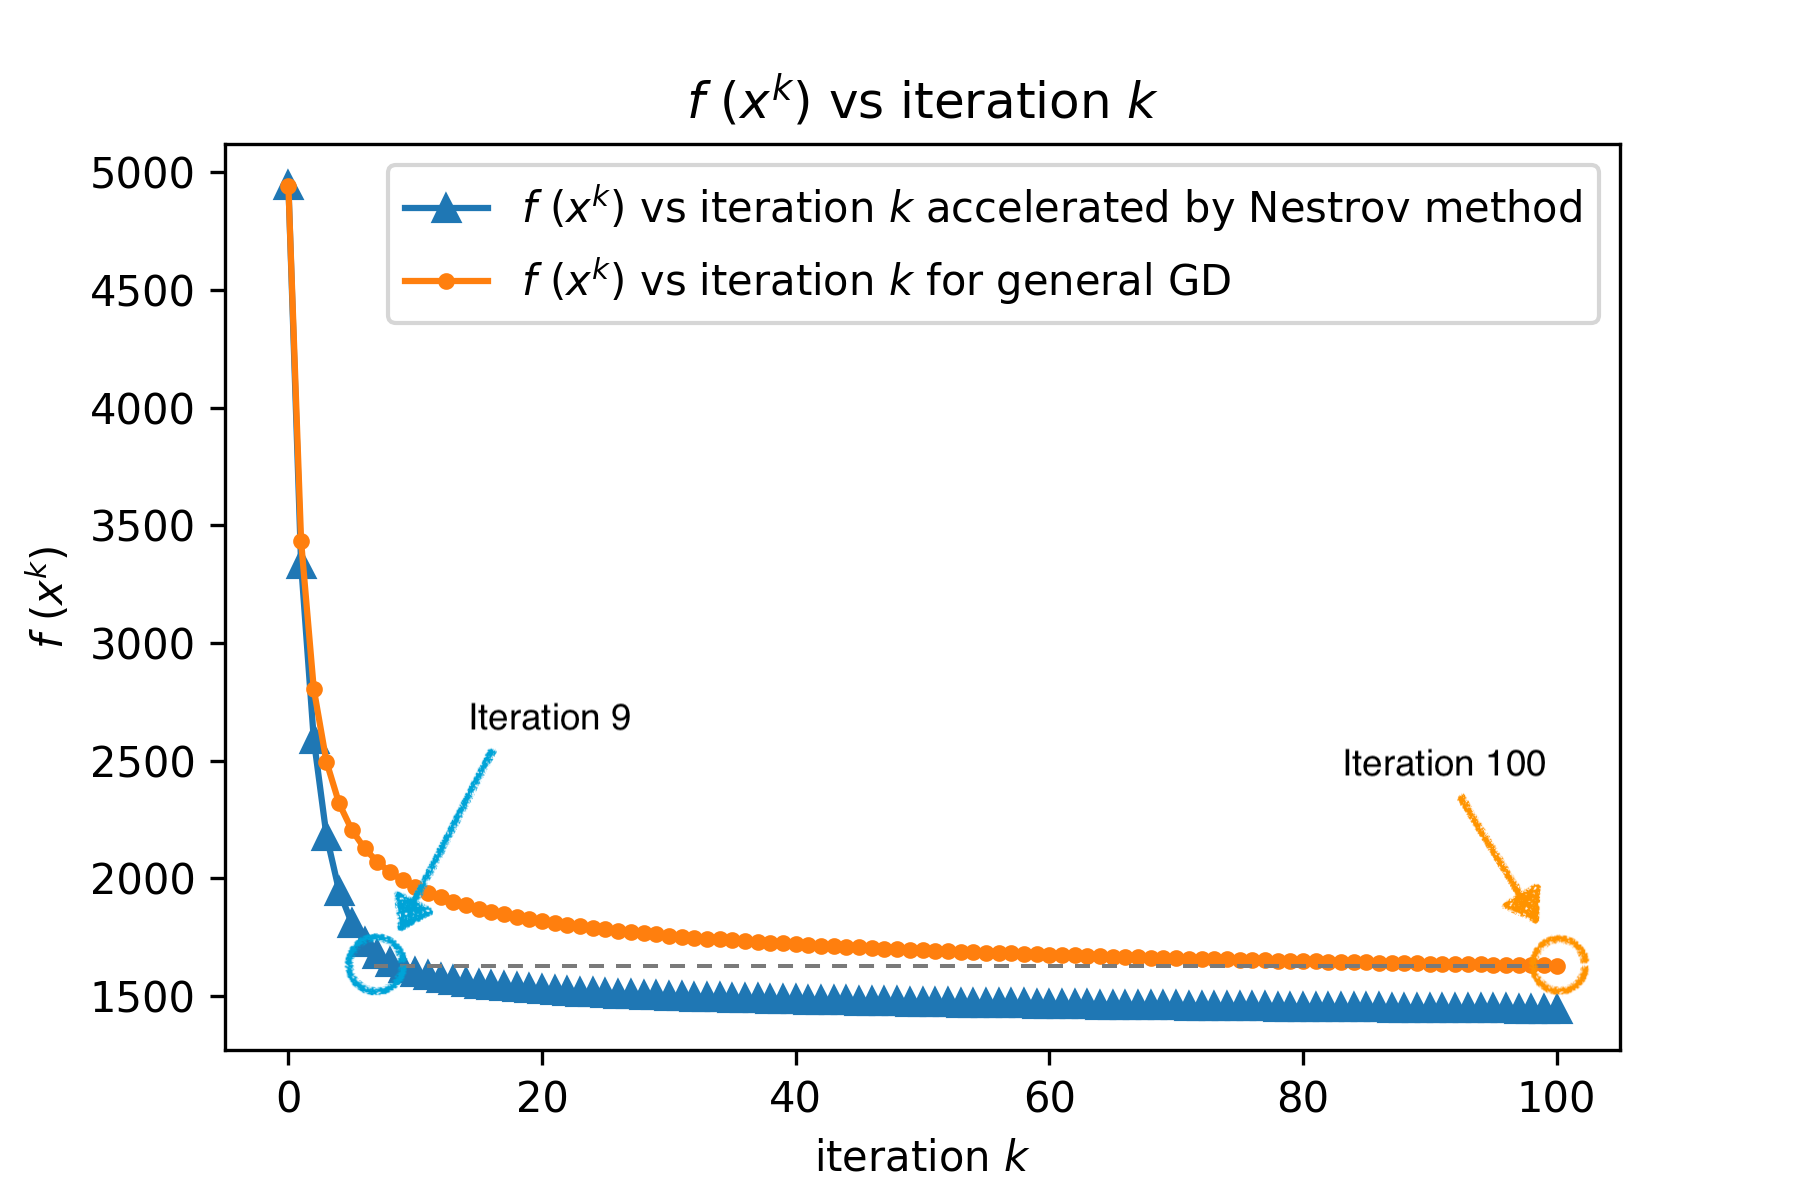 f (x^k) vs iteration k
5000
4500
4000
3500
3000
2500
2000
1500
f (x^k)
f (x^k) vs iteration k accelerated by Nestrov method
f (x^k) vs iteration k for general GD
Iteration 9
Iteration 100
0 20 40 60 80 100
iteration k